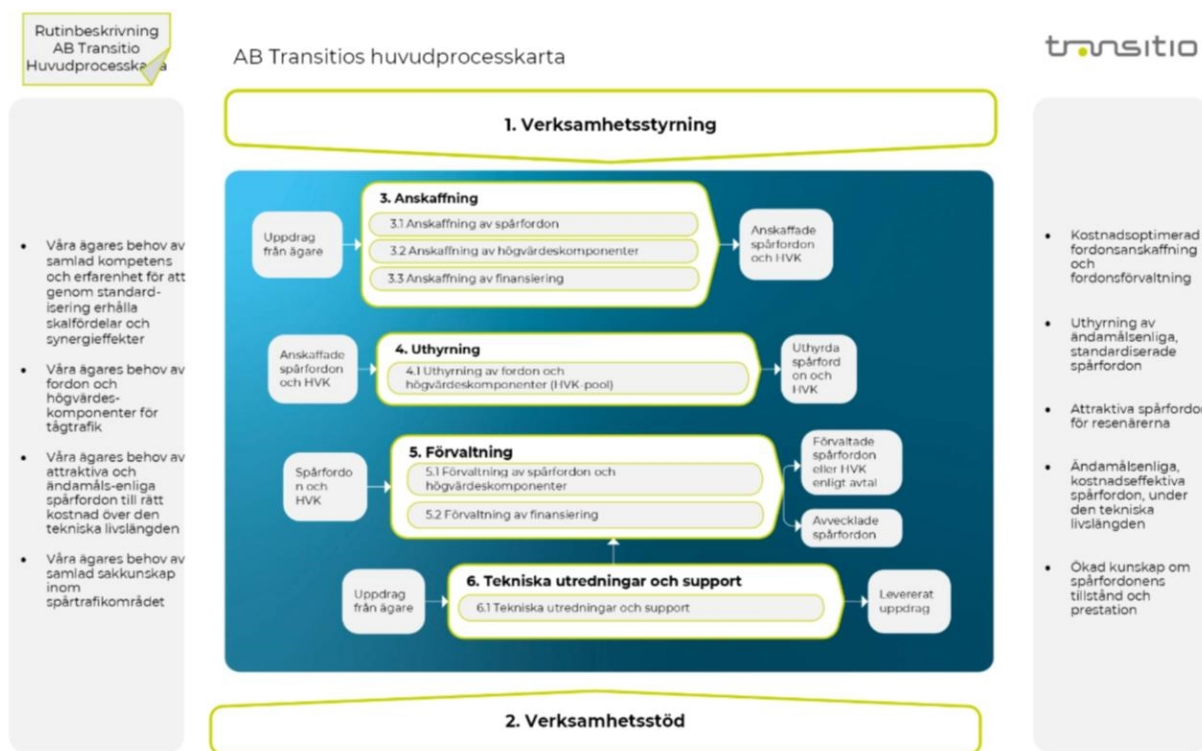 Rutinbeskrivning
AB Transitio
Huvudprocesskarta
AB Transitios huvudprocesskarta
transitio
1. Verksamhetsstyrning
• Våra ägares behov av
samlad kompetens
och erfarenhet för att
genom standard-
isering erhålla
skalfördelar och
synergieffekter
• Våra ägares behov av
fordon och
högvärdes-
komponenter för
tågtrafik
• Våra ägares behov av
attraktiva och
ändamåls-enliga
spårfordon till rätt
kostnad över den
tekniska livslängden
• Våra ägares behov av
samlad sakkunskap
inom
spårtrafikområdet
Uppdrag
från ägare
3. Anskaffning
3.1 Anskaffning av spårfordon
3.2 Anskaffning av högvärdeskomponenter
3.3 Anskaffning av finansiering
Anskaffade
spårfordon
och HVK
Anskaffade
spårfordon
och HVK
4. Uthyrning
4.1 Uthyrning av fordon och
högvärdeskomponenter (HVK-pool)
Uthyrda
spårford
on och
HVK
Spårfordo
n och
HVK
5. Förvaltning
5.1 Förvaltning av spårfordon och
högvärdeskomponenter
5.2 Förvaltning av finansiering
Förvaltade
spårfordon
eller HVK
enligt avtal
Avvecklade
spårfordon
Uppdrag
från ägare
6. Tekniska utredningar och support
6.1 Tekniska utredningar och support
Levererat
uppdrag
• Kostnadsoptimerad
fordonsanskaffning
och
fordonsförvaltning
• Uthyrning av
ändamålsenliga,
standardiserade
spårfordon
• Attraktiva spårfordon
för resenärerna
• Ändamålsenliga,
kostnadseffektiva
spårfordon, under
den tekniska
livslängden
• Ökad kunskap om
spårfordonens
tillstånd och
prestation
2. Verksamhetsstöd